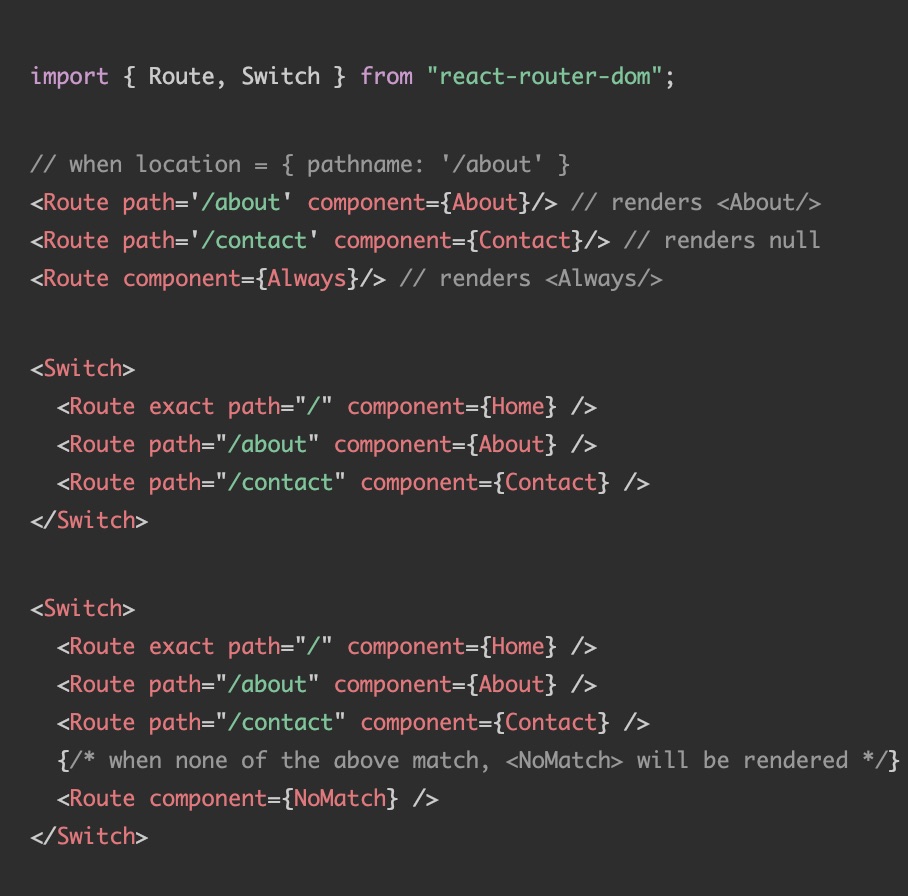 import { Route, Switch } from "react-router-dom";
// when location = { pathname: '/about' }
<Route path='/about' component={About}/> // renders <About/>
<Route path='/contact' component={Contact}/> // renders null
<Route component={Always}/> // renders <Always/>
<Switch>
  <Route exact path="/" component={Home} />
  <Route path="/about" component={About} />
  <Route path="/contact" component={Contact} />
</Switch>
<Switch>
  <Route exact path="/" component={Home} />
  <Route path="/about" component={About} />
  <Route path="/contact" component={Contact} />
  {/* when none of the above match, <NoMatch> will be rendered */}
  <Route component={NoMatch} />
</Switch>